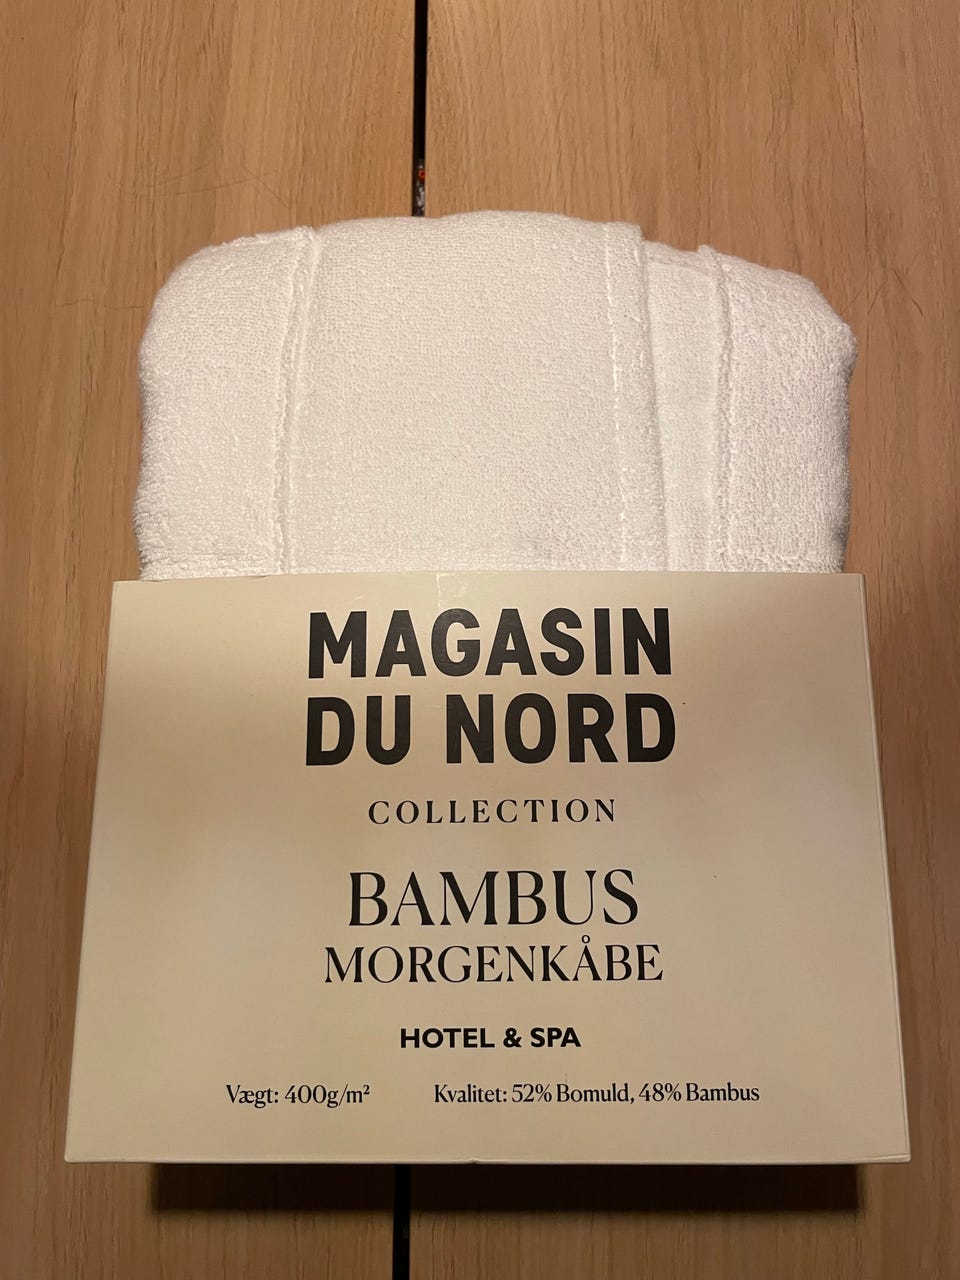 MAGASIN
DU NORD
COLLECTION
BAMBUS
MORGENKÅBE
HOTEL & SPA
Vægt: 400g/m² Kvalitet: 52% Bomuld, 48% Bambus